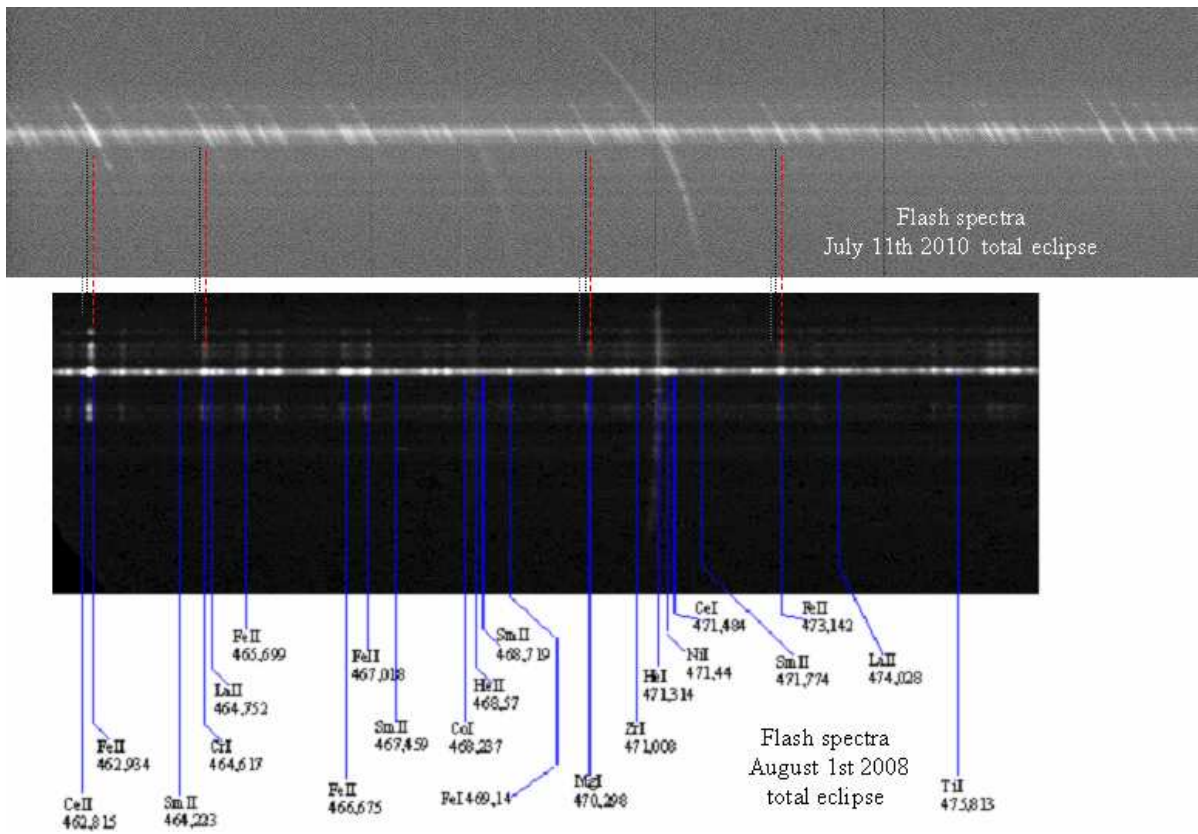 Flash spectra
July 11th 2010 total eclipse
FeII
465,699
LaII
464,752
FeII
462,934
CrI
464,617
CeII
462,815
SmII
464,223
FeII
467,018
SmII
467,459
FeII
466,675
SmII
468,719
HeII
468,57
CoI
468,237
FeI 469,14
MgI
470,298
ZrI
471,008
CeI
471,484
NiI
471,44
HeI
471,314
FeII
473,142
SmII
471,774
LaII
474,028
Flash spectra
August 1st 2008
total eclipse
TiI
475,813